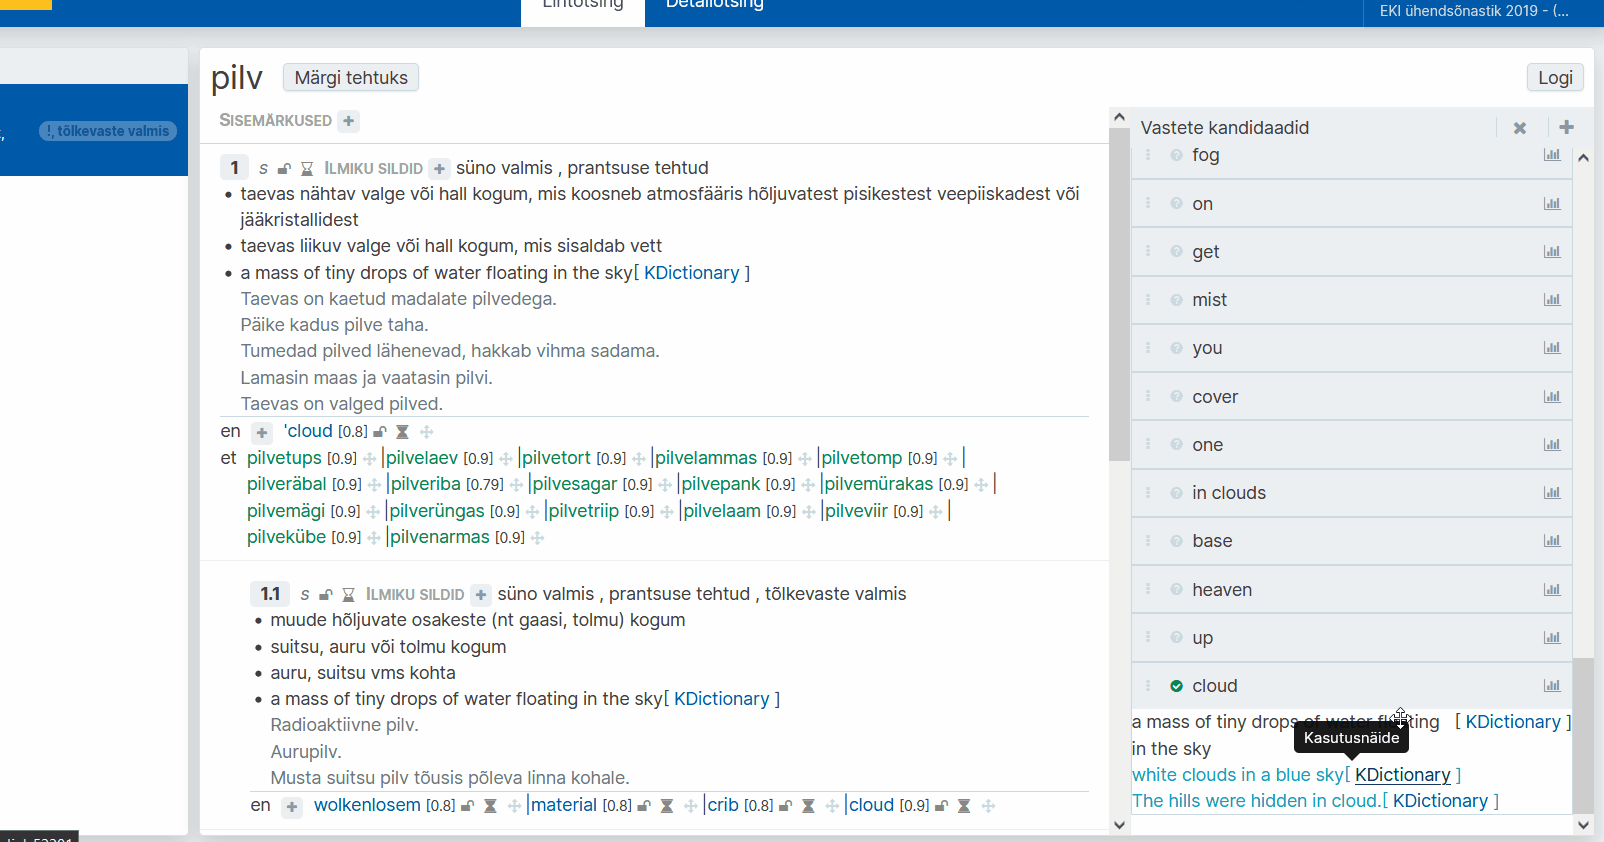 Lihtotsing
Detailotsing
EKI ühendsõnastik 2019 - (...
!, tõlkevaste valmis
pilv
Märgi tehtuks
Logi
SISEMÄRKUSED +
1 s ILMIKU SILDID + süno valmis , prantsuse tehtud
• taevas nähtav valge või hall kogum, mis koosneb atmosfääris hõljuvatest pisikestest veepiiskadest või
jääkristallidest
• taevas liikuv valge või hall kogum, mis sisaldab vett
• a mass of tiny drops of water floating in the sky[ KDictionary ]
Taevas on kaetud madalate pilvedega.
Päike kadus pilve taha.
Tumedad pilved lähenevad, hakkab vihma sadama.
Lamasin maas ja vaatasin pilvi.
Taevas on valged pilved.
en + 'cloud [0.8]
et pilvetups [0.9] |pilvelaev [0.9] |pilvetort [0.9] |pilvelammas [0.9] |pilvetomp [0.9] |
pilveräbal [0.9] |pilveriba [0.79] |pilvesagar [0.9] |pilvepank [0.9] |pilvemürakas [0.9] |
pilvemägi [0.9] |pilverüngas [0.9] |pilvetriip [0.9] |pilvelaam [0.9] |pilveviir [0.9] |
pilvekübe [0.9] |pilvenarmas [0.9]
1.1 s ILMIKU SILDID + süno valmis , prantsuse tehtud , tõlkevaste valmis
• muude hõljuvate osakeste (nt gaasi, tolmu) kogum
• suitsu, auru või tolmu kogum
• auru, suitsu vms kohta
• a mass of tiny drops of water floating in the sky[ KDictionary ]
Radioaktiivne pilv.
Aurupilv.
Musta suitsu pilv tõusis põleva linna kohale.
en + wolkenlosem [0.8] |material [0.8] |crib [0.8] |cloud [0.9]
Vastete kandidaadid
fog
on
get
mist
you
cover
one
in clouds
base
heaven
up
cloud
a mass of tiny drops of water floating [ KDictionary ]
in the sky
Kasutusnäide
white clouds in a blue sky[ KDictionary ]
The hills were hidden in cloud.[ KDictionary ]